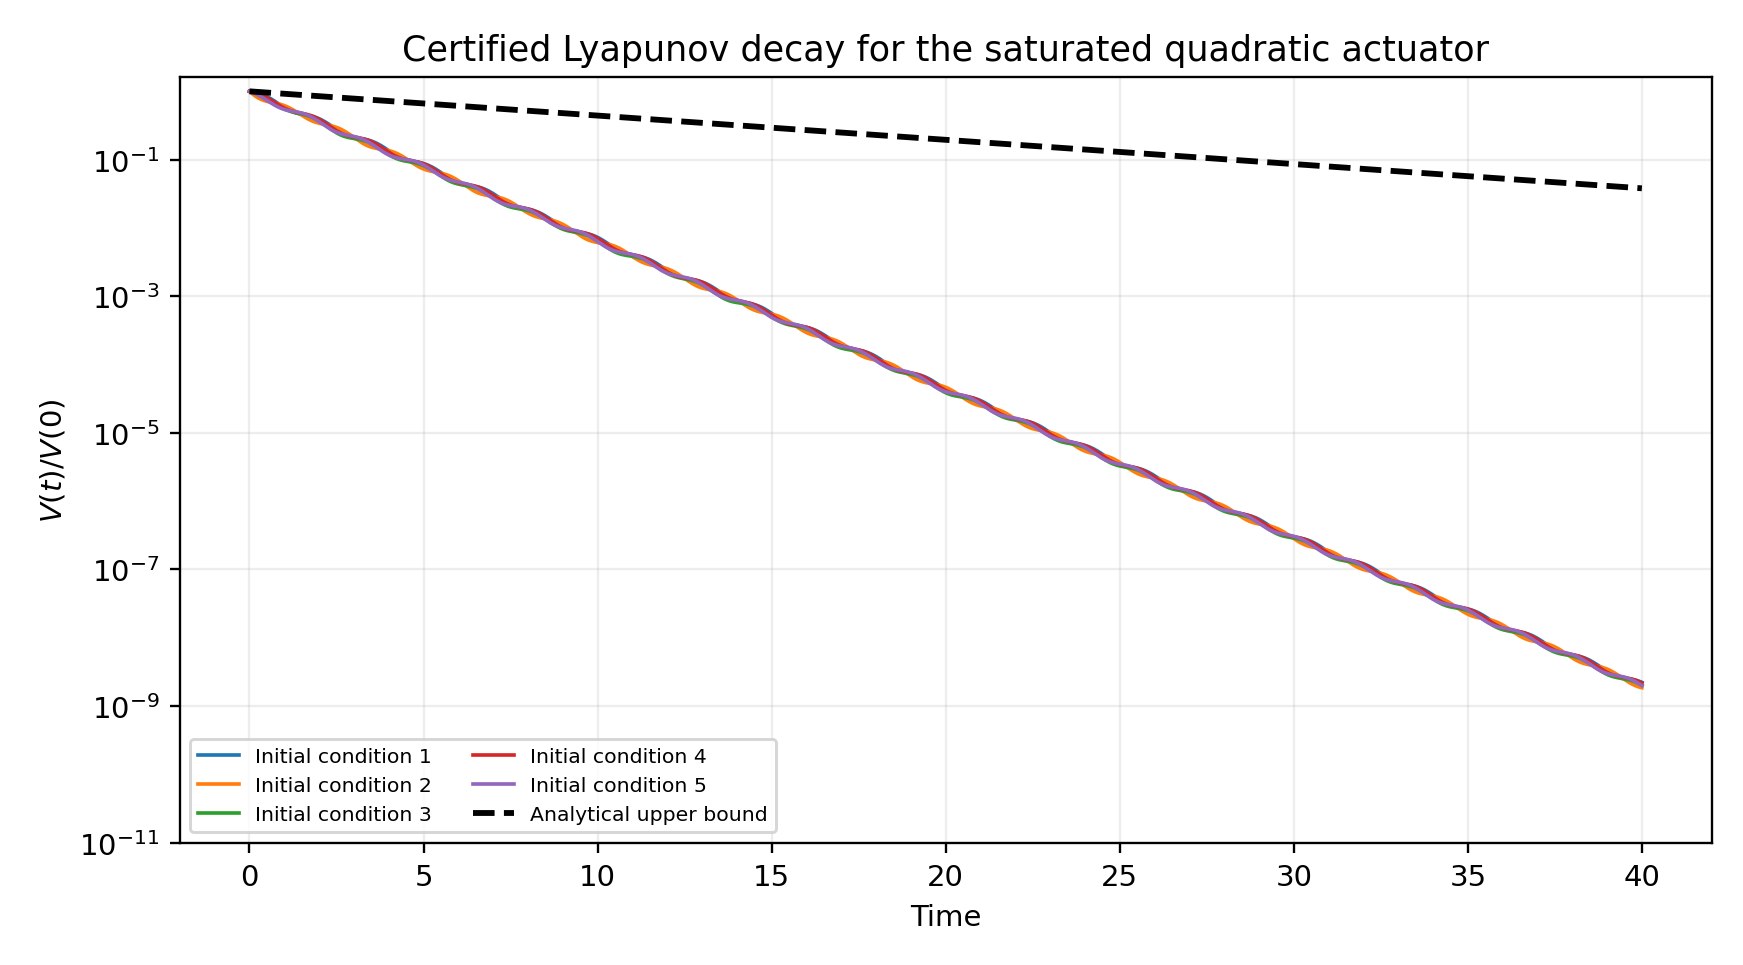 Certified Lyapunov decay for the saturated quadratic actuator
V(t)/V(0)
10⁻¹
10⁻³
10⁻⁵
10⁻⁷
10⁻⁹
10⁻¹¹
Initial condition 1
Initial condition 2
Initial condition 3
Initial condition 4
Initial condition 5
Analytical upper bound
0 5 10 15 20 25 30 35 40
Time